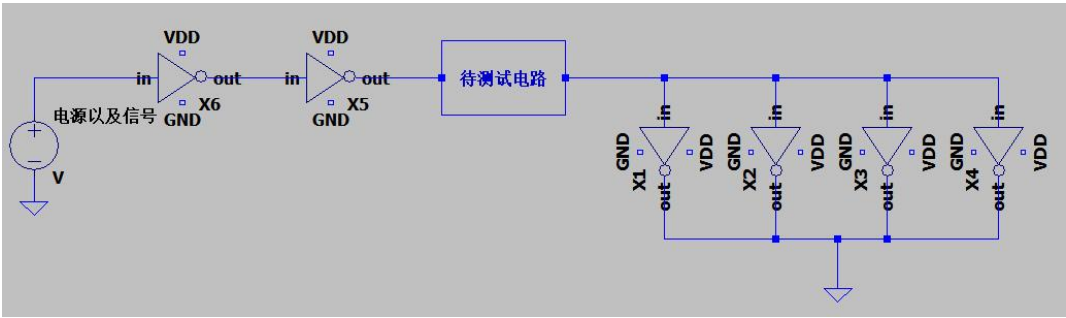 VDD
in
out
X6
GND
VDD
in
out
X5
GND
电源以及信号
V
待测试电路
in
GND
VDD
X1
out
in
GND
VDD
X2
out
in
GND
VDD
X3
out
in
GND
VDD
X4
out